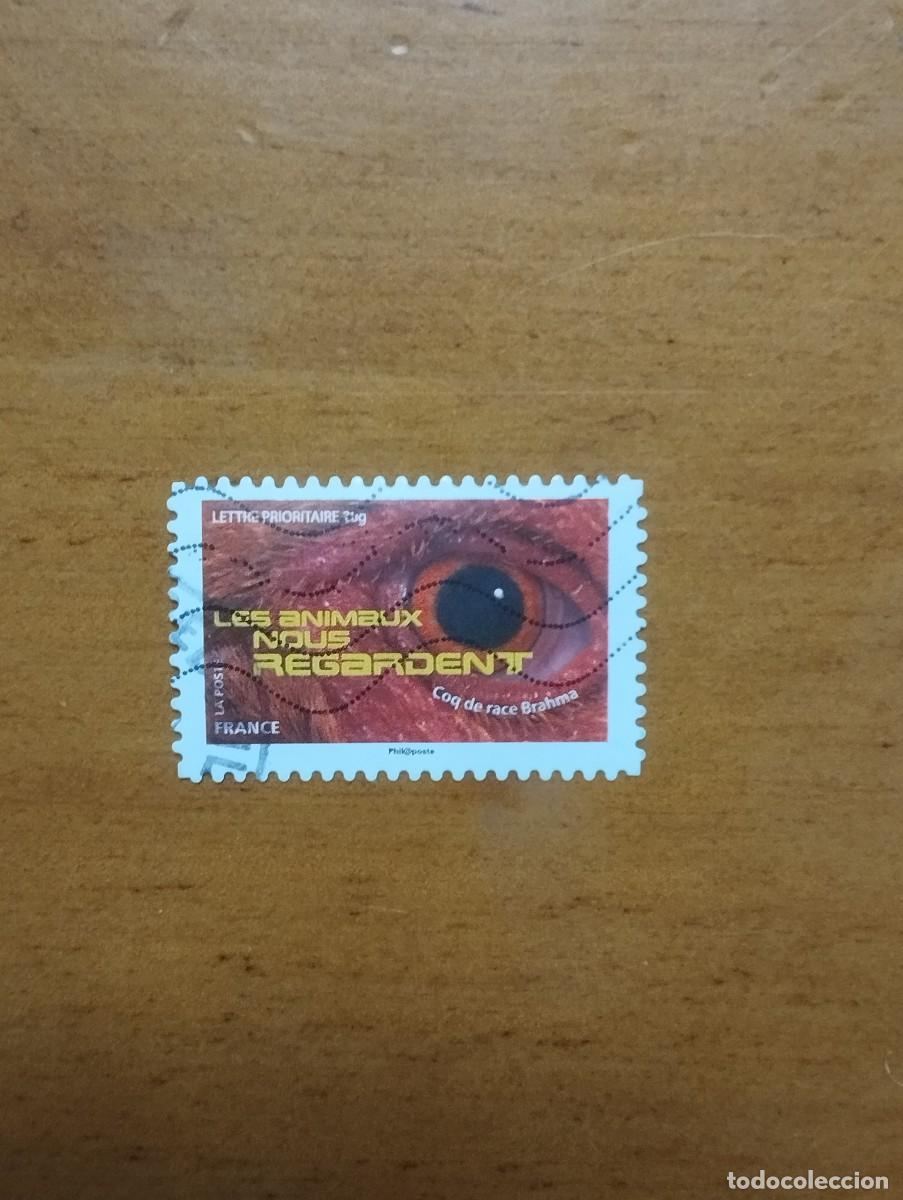 LETTRE PRIORITAIRE 20g
LES ANIMAUX
NOUS
REGARDENT
Coq de race Brahma
LA POSTE
FRANCE
Phil@poste
todocoleccion